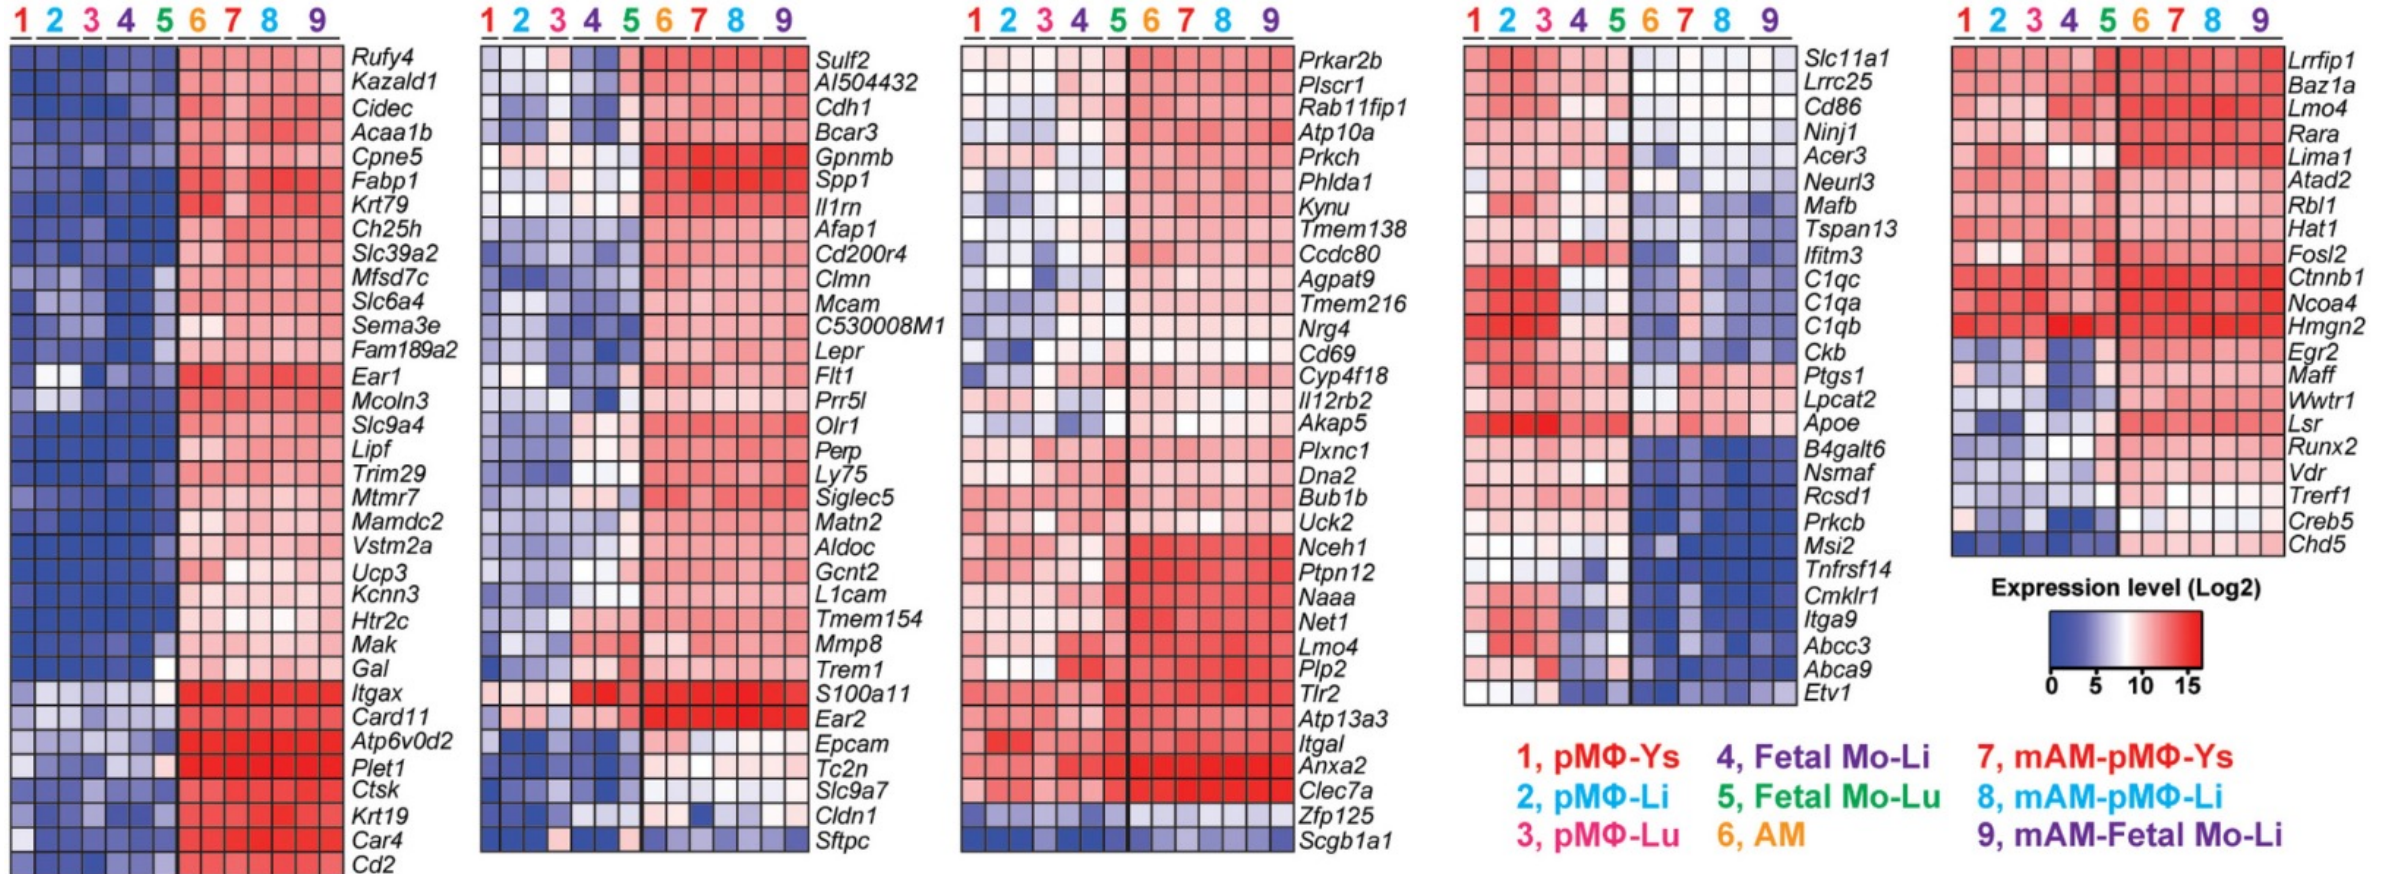 1 2 3 4 5 6 7 8 9
Rufy4
Kazald1
Cidec
Acaa1b
Cpne5
Fabp1
Krt79
Ch25h
Slc39a2
Mfsd7c
Slc6a4
Sema3e
Fam189a2
Ear1
Mcoln3
Slc9a4
Lipf
Trim29
Mtmr7
Mamdc2
Vstm2a
Ucp3
Kcnn3
Htr2c
Mak
Gal
Itgax
Card11
Atp6v0d2
Plet1
Ctsk
Krt19
Car4
Cd2
1 2 3 4 5 6 7 8 9
Sulf2
AI504432
Cdh1
Bcar3
Gpnmb
Spp1
Il1rn
Afap1
Cd200r4
Clmn
Mcam
C530008M1
Lepr
Flt1
Prr5l
Olr1
Perp
Ly75
Siglec5
Matn2
Aldoc
Gcnt2
L1cam
Tmem154
Mmp8
Trem1
S100a11
Ear2
Epcam
Tc2n
Slc9a7
Cldn1
Sftpc
1 2 3 4 5 6 7 8 9
Prkar2b
Plscr1
Rab11fip1
Atp10a
Prkch
Phlda1
Kynu
Tmem138
Ccdc80
Agpat9
Tmem216
Nrg4
Cd69
Cyp4f18
Il12rb2
Akap5
Plxnc1
Dna2
Bub1b
Uck2
Nceh1
Ptpn12
Naaa
Net1
Lmo4
Plp2
Tlr2
Atp13a3
Itgal
Anxa2
Clec7a
Zfp125
Scgb1a1
1 2 3 4 5 6 7 8 9
Slc11a1
Lrrc25
Cd86
Ninj1
Acer3
Neurl3
Mafb
Tspan13
Ifitm3
C1qc
C1qa
C1qb
Ckb
Ptgs1
Lpcat2
Apoe
B4galt6
Nsmaf
Rcsd1
Prkcb
Msi2
Tnfrsf14
Cmklr1
Itga9
Abcc3
Abca9
Etv1
1 2 3 4 5 6 7 8 9
Lrrfip1
Baz1a
Lmo4
Rara
Lima1
Atad2
Rbl1
Hat1
Fosl2
Ctnnb1
Ncoa4
Hmgn2
Egr2
Maff
Wwtr1
Lsr
Runx2
Vdr
Trerf1
Creb5
Chd5
Expression level (Log2)
0 5 10 15
1, pMΦ-Ys
2, pMΦ-Li
3, pMΦ-Lu
4, Fetal Mo-Li
5, Fetal Mo-Lu
6, AM
7, mAM-pMΦ-Ys
8, mAM-pMΦ-Li
9, mAM-Fetal Mo-Li